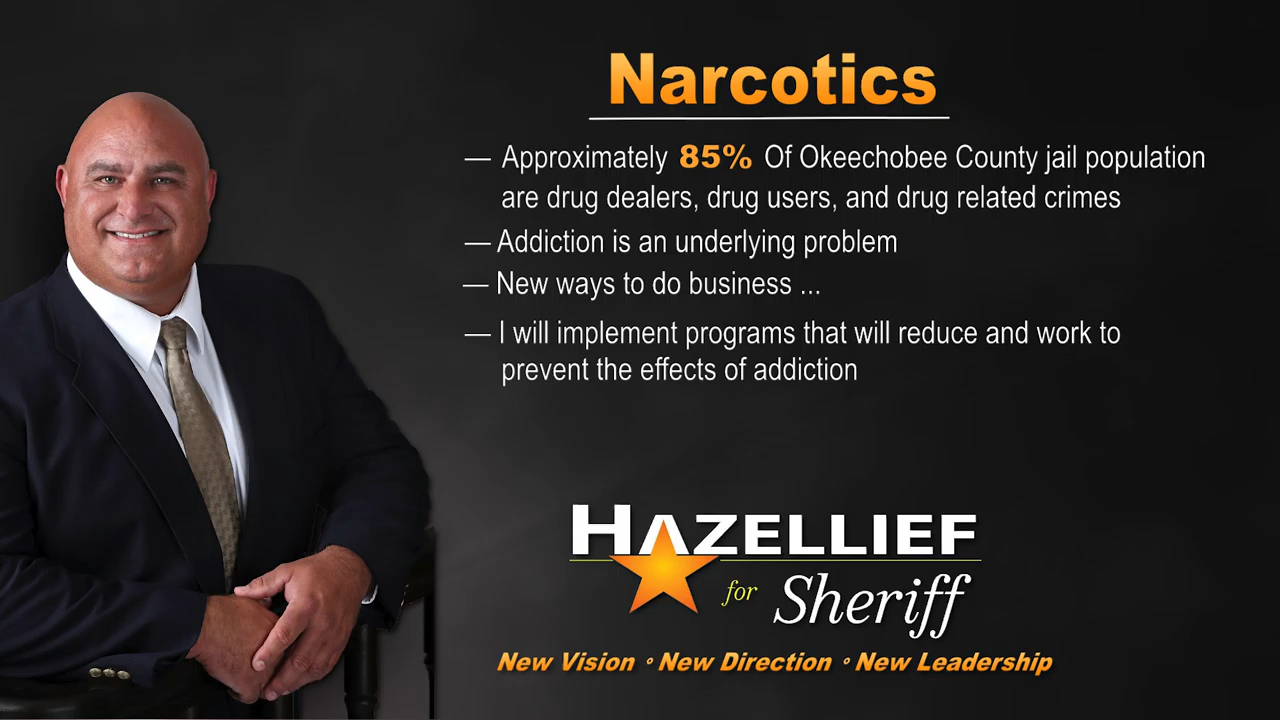 Narcotics
— Approximately 85% Of Okeechobee County jail population
are drug dealers, drug users, and drug related crimes
— Addiction is an underlying problem
— New ways to do business ...
— I will implement programs that will reduce and work to
prevent the effects of addiction
HAZELLIEF
for Sheriff
New Vision ◦ New Direction ◦ New Leadership